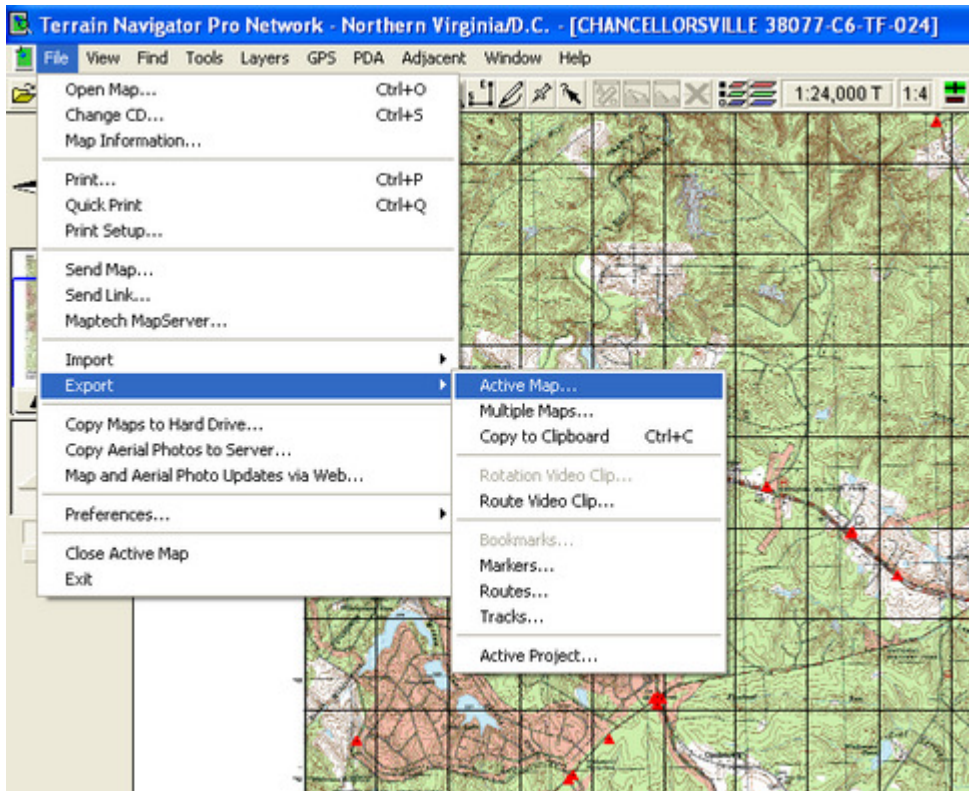 Terrain Navigator Pro Network - Northern Virginia/D.C. - [CHANCELLORSVILLE 38077-C6-TF-024]
File View Find Tools Layers GPS PDA Adjacent Window Help
1:24,000 T 1:4
Open Map... Ctrl+O
Change CD... Ctrl+S
Map Information...
Print... Ctrl+P
Quick Print Ctrl+Q
Print Setup...
Send Map...
Send Link...
Maptech MapServer...
Import
Export
Copy Maps to Hard Drive...
Copy Aerial Photos to Server...
Map and Aerial Photo Updates via Web...
Preferences...
Close Active Map
Exit
Active Map...
Multiple Maps...
Copy to Clipboard Ctrl+C
Rotation Video Clip...
Route Video Clip...
Bookmarks...
Markers...
Routes...
Tracks...
Active Project...